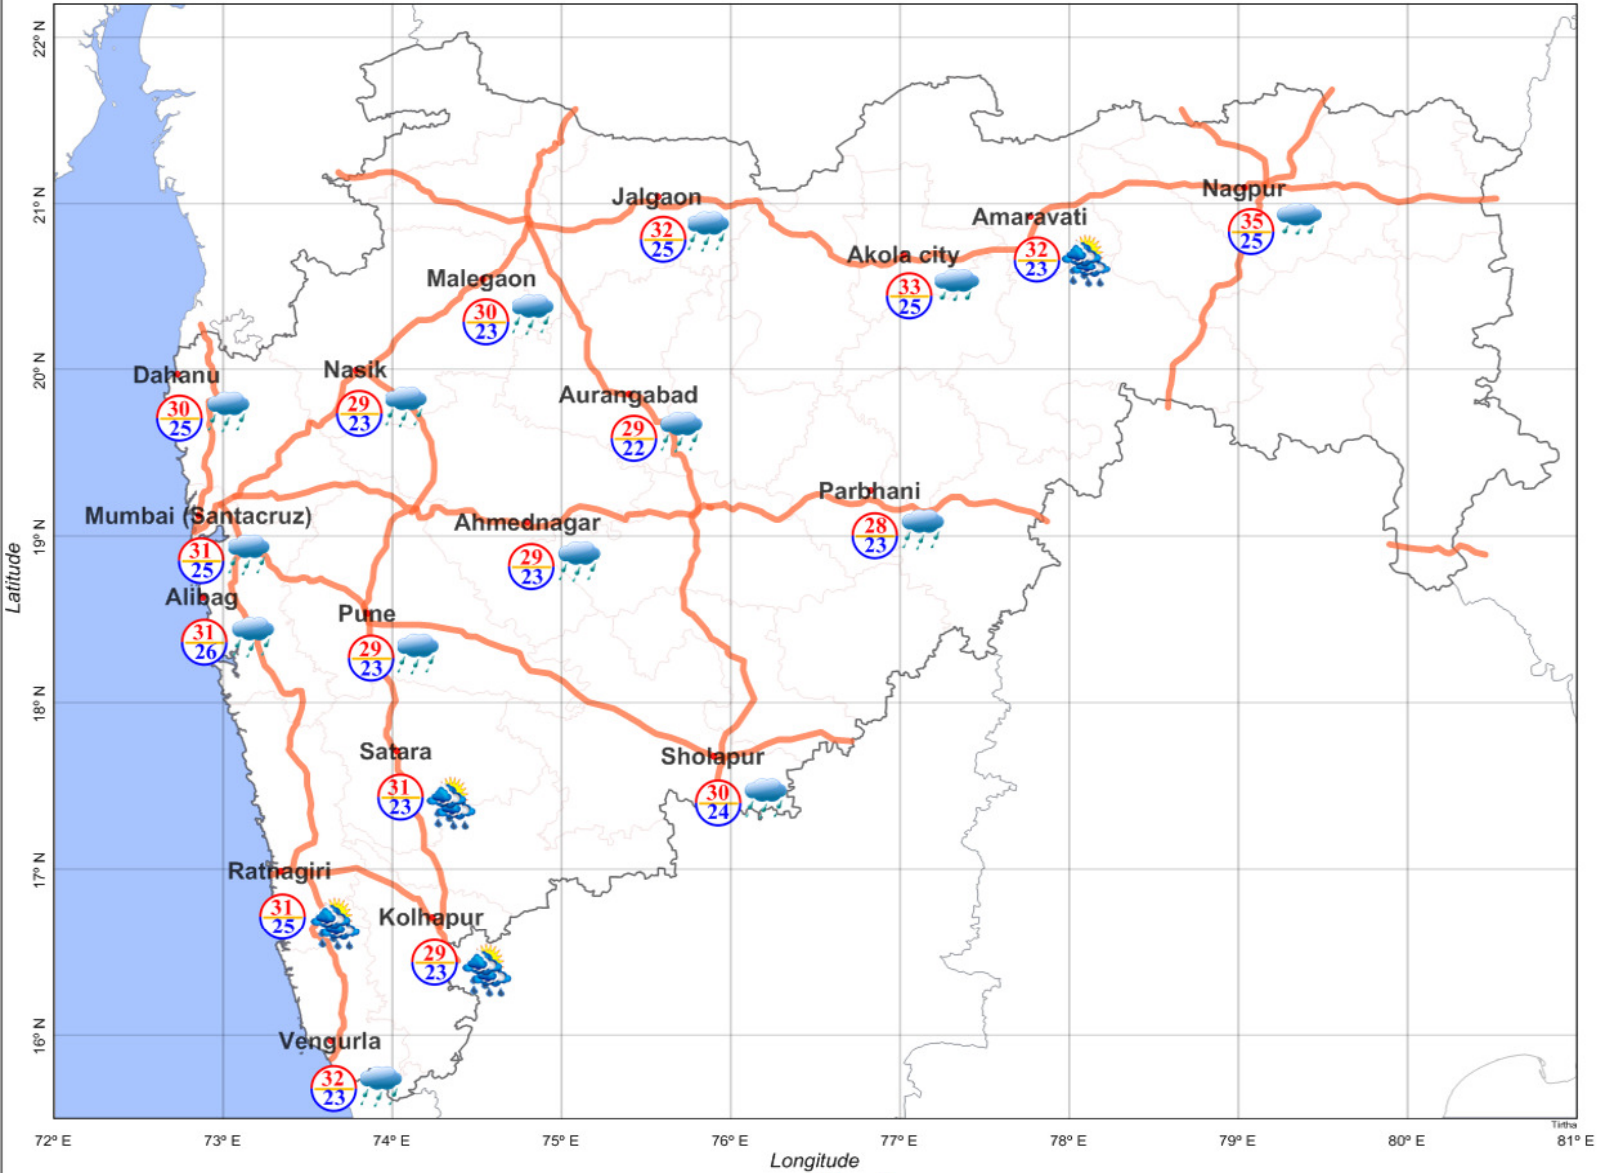 22° N
21° N
20° N
19° N
18° N
17° N
16° N
Latitude
Jalgaon
32
25
Nagpur
35
25
Amaravati
32
23
Akola city
33
25
Malegaon
30
23
Dahanu
30
25
Nasik
29
23
Aurangabad
29
22
Parbhani
28
23
Mumbai (Santacruz)
31
25
Ahmednagar
29
23
Alibag
31
26
Pune
29
23
Satara
31
23
Sholapur
30
24
Ratnagiri
31
25
Kolhapur
29
23
Vengurla
32
23
Tirtha
72° E
73° E
74° E
75° E
76° E
77° E
78° E
79° E
80° E
81° E
Longitude